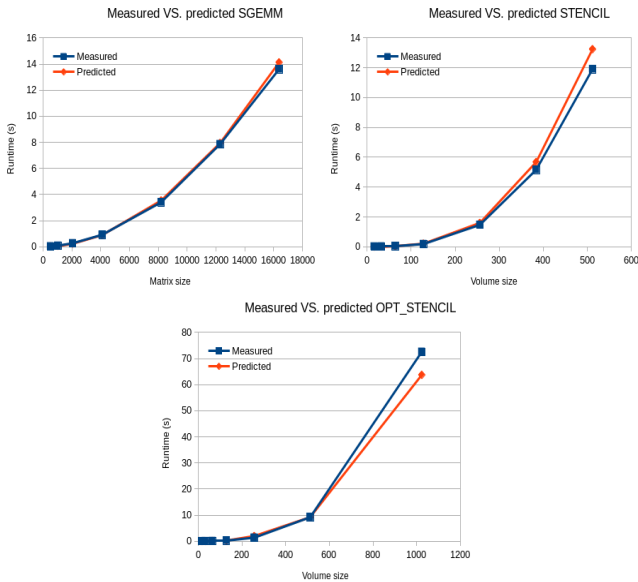 Measured VS. predicted SGEMM
16
14
12
10
8
6
4
2
0
Runtime (s)
Measured
Predicted
0 2000 4000 6000 8000 10000 12000 14000 16000 18000
Matrix size
Measured VS. predicted STENCIL
14
12
10
8
6
4
2
0
Runtime (s)
Measured
Predicted
0 100 200 300 400 500 600
Volume size
Measured VS. predicted OPT_STENCIL
80
70
60
50
40
30
20
10
0
Runtime (s)
Measured
Predicted
0 200 400 600 800 1000 1200
Volume size